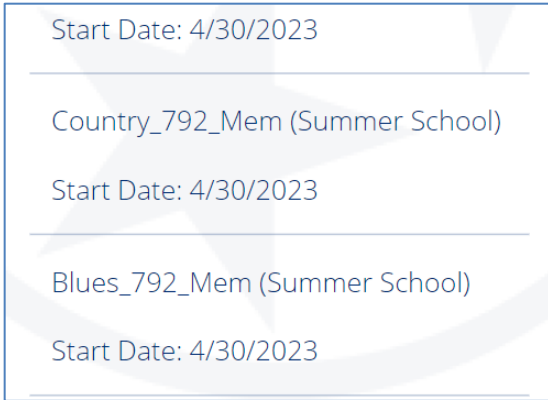 Start Date: 4/30/2023
Country_792_Mem (Summer School)
Start Date: 4/30/2023
Blues_792_Mem (Summer School)
Start Date: 4/30/2023